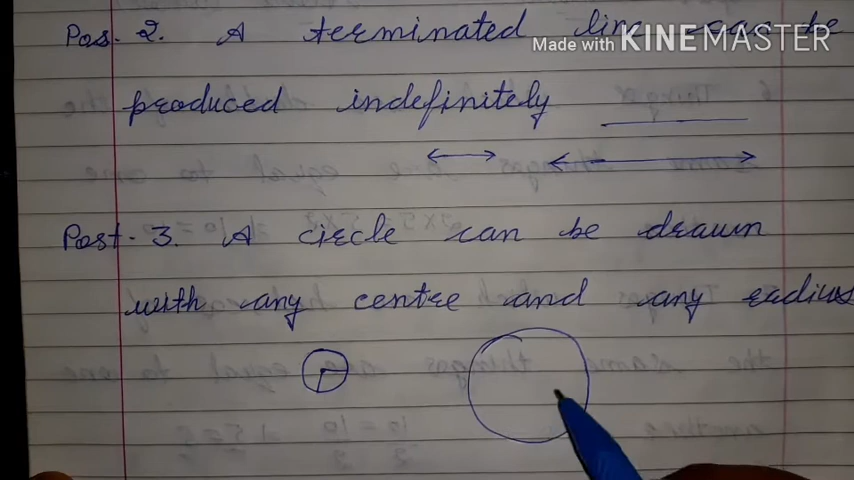 Pos. 2. A terminated line can be
Made with KINEMASTER
produced indefinitely
Post. 3. A circle can be drawn
with any centre and any radius